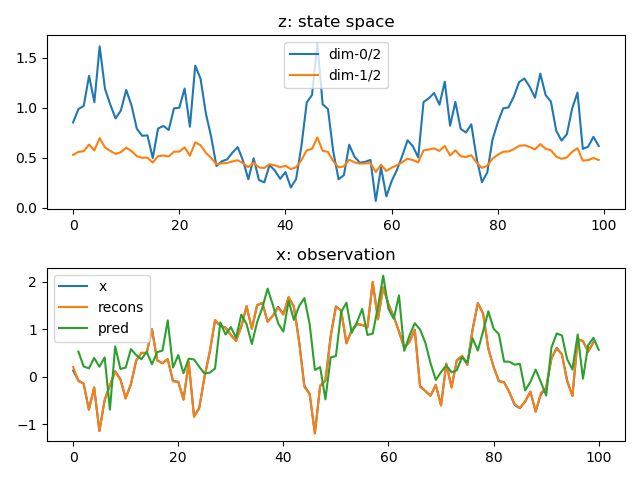 z: state space
1.5
1.0
0.5
0.0
dim-0/2
dim-1/2
0 20 40 60 80 100
x: observation
2
1
0
−1
x
recons
pred
0 20 40 60 80 100